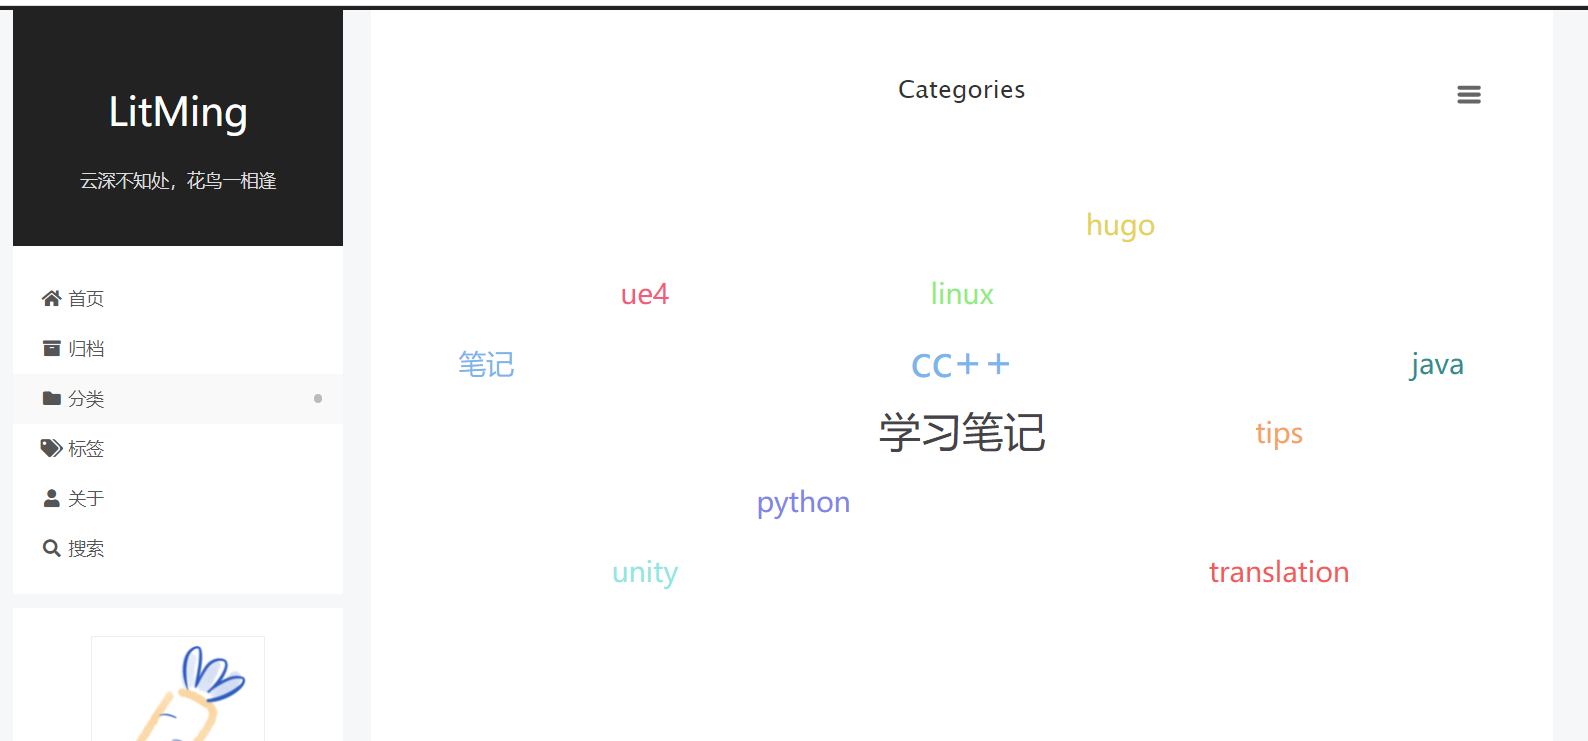 LitMing
云深不知处，花鸟一相逢
首页
归档
分类
标签
关于
搜索
Categories
hugo
ue4
linux
笔记
cc++
java
学习笔记
tips
python
unity
translation